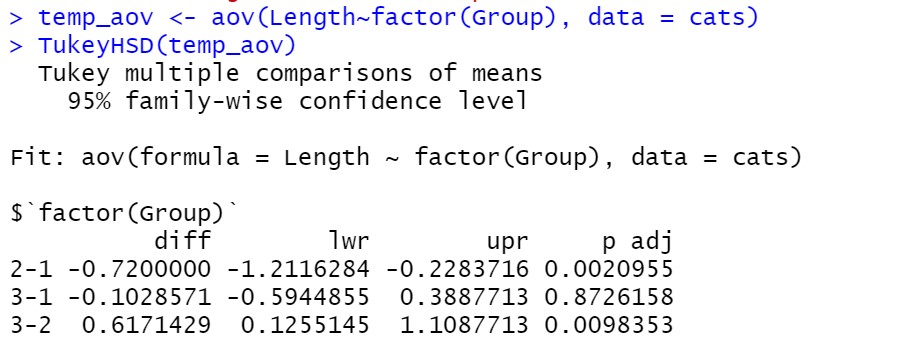 > temp_aov <- aov(Length~factor(Group), data = cats)
> TukeyHSD(temp_aov)
  Tukey multiple comparisons of means
    95% family-wise confidence level

Fit: aov(formula = Length ~ factor(Group), data = cats)

$`factor(Group)`
          diff        lwr        upr     p adj
2-1 -0.7200000 -1.2116284 -0.2283716 0.0020955
3-1 -0.1028571 -0.5944855  0.3887713 0.8726158
3-2  0.6171429  0.1255145  1.1087713 0.0098353